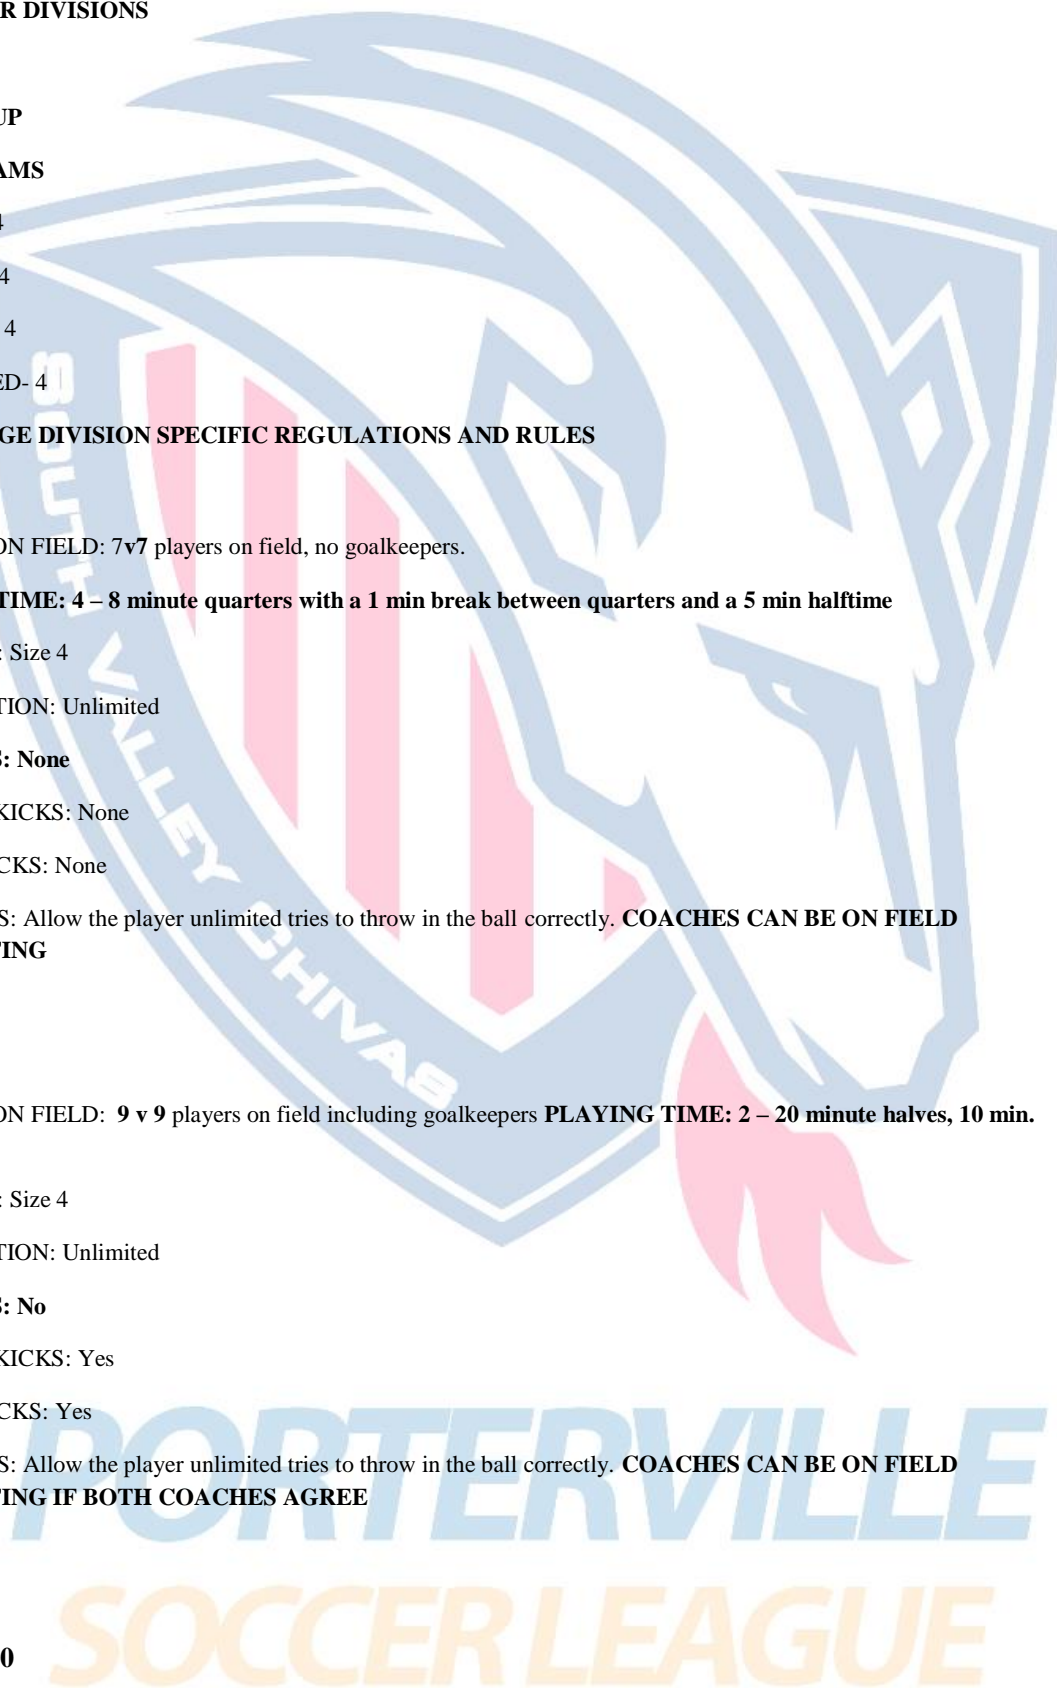 R DIVISIONS
UP
AMS
4
4
4
ED- 4
GE DIVISION SPECIFIC REGULATIONS AND RULES
ON FIELD: 7v7 players on field, no goalkeepers.
TIME: 4 – 8 minute quarters with a 1 min break between quarters and a 5 min halftime
: Size 4
TION: Unlimited
S: None
KICKS: None
CKS: None
S: Allow the player unlimited tries to throw in the ball correctly. COACHES CAN BE ON FIELD
TING
ON FIELD: 9 v 9 players on field including goalkeepers PLAYING TIME: 2 – 20 minute halves, 10 min.
: Size 4
TION: Unlimited
S: No
KICKS: Yes
CKS: Yes
S: Allow the player unlimited tries to throw in the ball correctly. COACHES CAN BE ON FIELD
TING IF BOTH COACHES AGREE
0
SOUTH VALLEY CHIVAS
PORTERVILLE
SOCCER LEAGUE